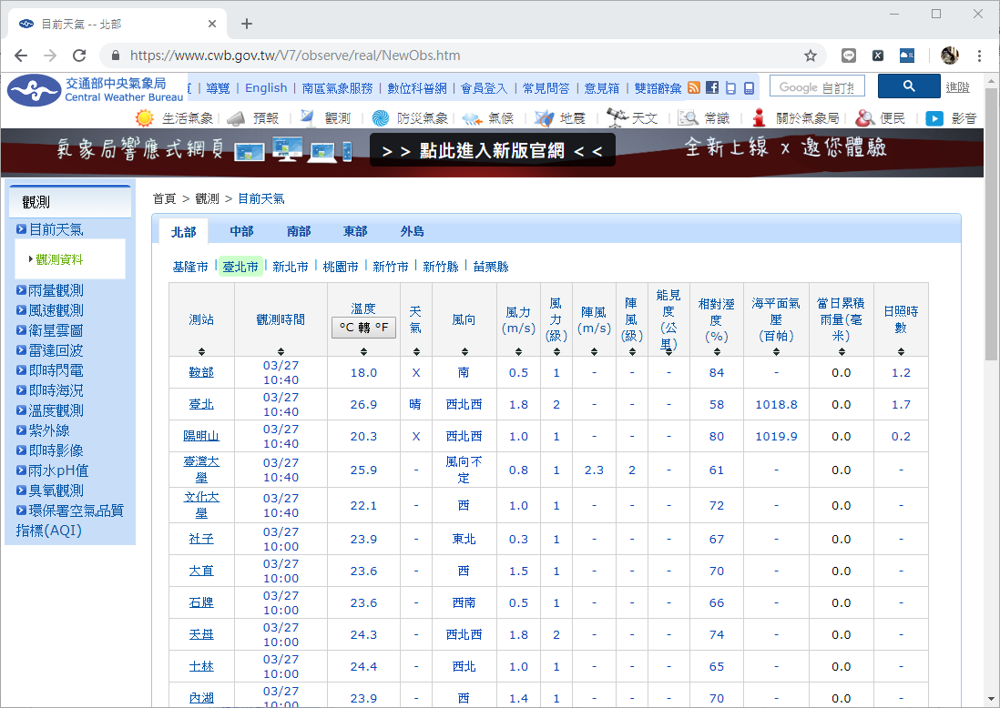 目前天氣 -- 北部
https://www.cwb.gov.tw/V7/observe/real/NewObs.htm
交通部中央氣象局
Central Weather Bureau
| 導覽 | English | 南區氣象服務 | 數位科普網 | 會員登入 | 常見問答 | 意見箱 | 雙語辭彙
Google 自訂搜
進階
生活氣象 | 預報 | 觀測 | 防災氣象 | 氣候 | 地震 | 天文 | 常識 | 關於氣象局 | 便民 | 影音
氣象局響應式網頁
> > 點此進入新版官網 < <
全新上線 x 邀您體驗
觀測
目前天氣
觀測資料
雨量觀測
風速觀測
衛星雲圖
雷達回波
即時閃電
即時海況
溫度觀測
紫外線
即時影像
雨水pH值
臭氧觀測
環保署空氣品質
指標(AQI)
首頁 > 觀測 > 目前天氣
北部 中部 南部 東部 外島
基隆市 | 臺北市 | 新北市 | 桃園市 | 新竹市 | 新竹縣 | 苗栗縣
測站 觀測時間 溫度 °C 轉 °F 天氣 風向 風力(m/s) 風力(級) 陣風(m/s) 陣風(級) 能見度(公里) 相對溼度(%) 海平面氣壓(百帕) 當日累積雨量(毫米) 日照時數
鞍部 03/27 10:40 18.0 X 南 0.5 1 - - - 84 - 0.0 1.2
臺北 03/27 10:40 26.9 晴 西北西 1.8 2 - - - 58 1018.8 0.0 1.7
陽明山 03/27 10:40 20.3 X 西北西 1.0 1 - - - 80 1019.9 0.0 0.2
臺灣大學 03/27 10:40 25.9 - 風向不定 0.8 1 2.3 2 - 61 - 0.0 -
文化大學 03/27 10:40 22.1 - 西 1.0 1 - - - 72 - 0.0 -
社子 03/27 10:00 23.9 - 東北 0.3 1 - - - 67 - 0.0 -
大直 03/27 10:00 23.6 - 西 1.5 1 - - - 70 - 0.0 -
石牌 03/27 10:00 23.6 - 西南 0.5 1 - - - 66 - 0.0 -
天母 03/27 10:00 24.3 - 西北西 1.8 2 - - - 74 - 0.0 -
士林 03/27 10:00 24.4 - 西北 1.0 1 - - - 65 - 0.0 -
內湖 03/27 10:00 23.9 - 西 1.4 1 - - - 70 - 0.0 -